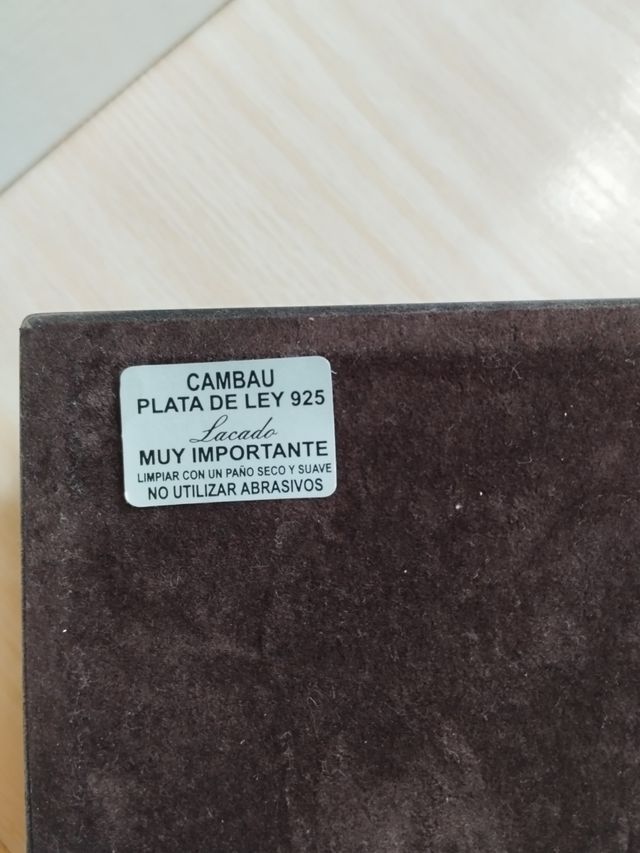 CAMBAU
PLATA DE LEY 925
Lacado
MUY IMPORTANTE
LIMPIAR CON UN PAÑO SECO Y SUAVE
NO UTILIZAR ABRASIVOS